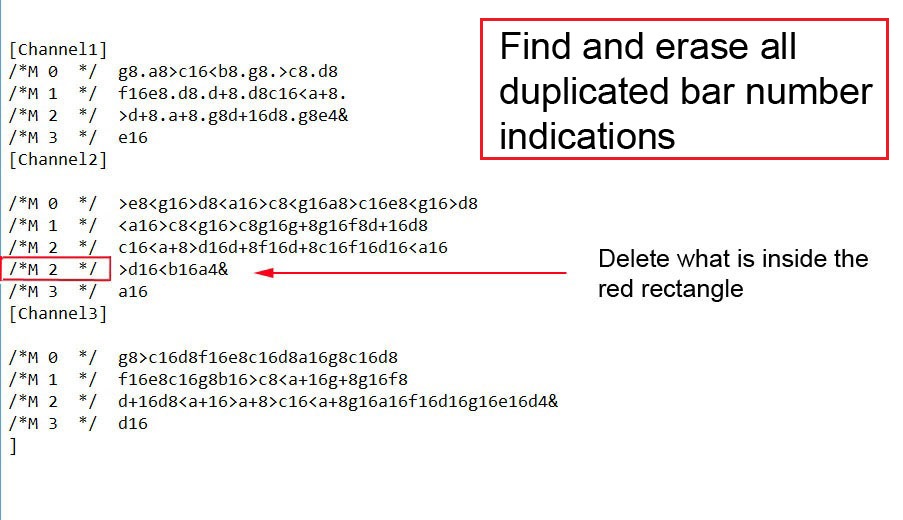 [Channel1]
/*M 0  */  g8.a8>c16<b8.g8.>c8.d8
/*M 1  */  f16e8.d8.d+8.d8c16<a+8.
/*M 2  */  >d+8.a+8.g8d+16d8.g8e4&
/*M 3  */  e16
[Channel2]
/*M 0  */  >e8<g16>d8<a16>c8<g16a8>c16e8<g16>d8
/*M 1  */  <a16>c8<g16>c8g16g+8g16f8d+16d8
/*M 2  */  c16<a+8>d16d+8f16d+8c16f16d16<a16
/*M 2  */  >d16<b16a4&
/*M 3  */  a16
[Channel3]
/*M 0  */  g8>c16d8f16e8c16d8a16g8c16d8
/*M 1  */  f16e8c16g8b16>c8<a+16g+8g16f8
/*M 2  */  d+16d8<a+16>a+8>c16<a+8g16a16f16d16g16e16d4&
/*M 3  */  d16
]
Find and erase all
duplicated bar number
indications
Delete what is inside the
red rectangle